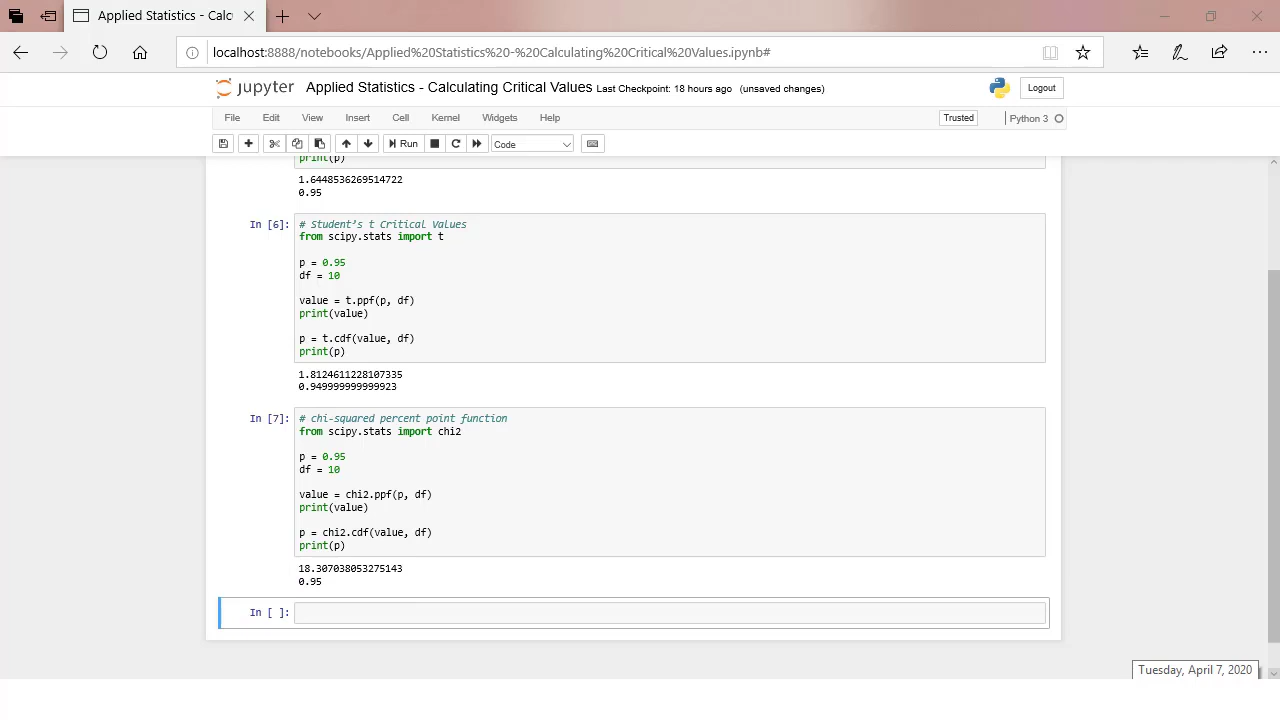 Applied Statistics - Calc
localhost:8888/notebooks/Applied%20Statistics%20-%20Calculating%20Critical%20Values.ipynb#
jupyter Applied Statistics - Calculating Critical Values Last Checkpoint: 18 hours ago (unsaved changes) Logout
File Edit View Insert Cell Kernel Widgets Help Trusted Python 3
Run Code
print(p)
1.6448536269514722
0.95
In [6]: # Student's t Critical Values
from scipy.stats import t
p = 0.95
df = 10
value = t.ppf(p, df)
print(value)
p = t.cdf(value, df)
print(p)
1.8124611228107335
0.949999999999923
In [7]: # chi-squared percent point function
from scipy.stats import chi2
p = 0.95
df = 10
value = chi2.ppf(p, df)
print(value)
p = chi2.cdf(value, df)
print(p)
18.307038053275143
0.95
In [ ]:
Tuesday, April 7, 2020